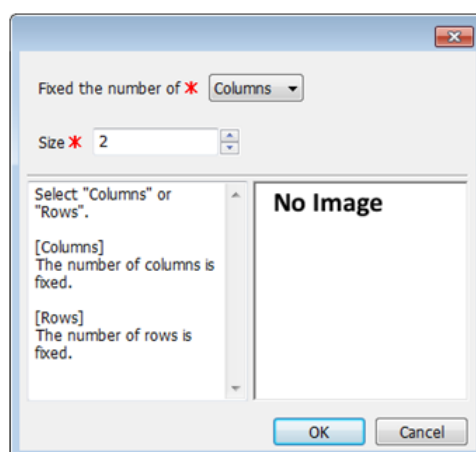 Fixed the number of * Columns
Size * 2
Select "Columns" or
"Rows".
[Columns]
The number of columns is
fixed.
[Rows]
The number of rows is
fixed.
No Image
OK
Cancel